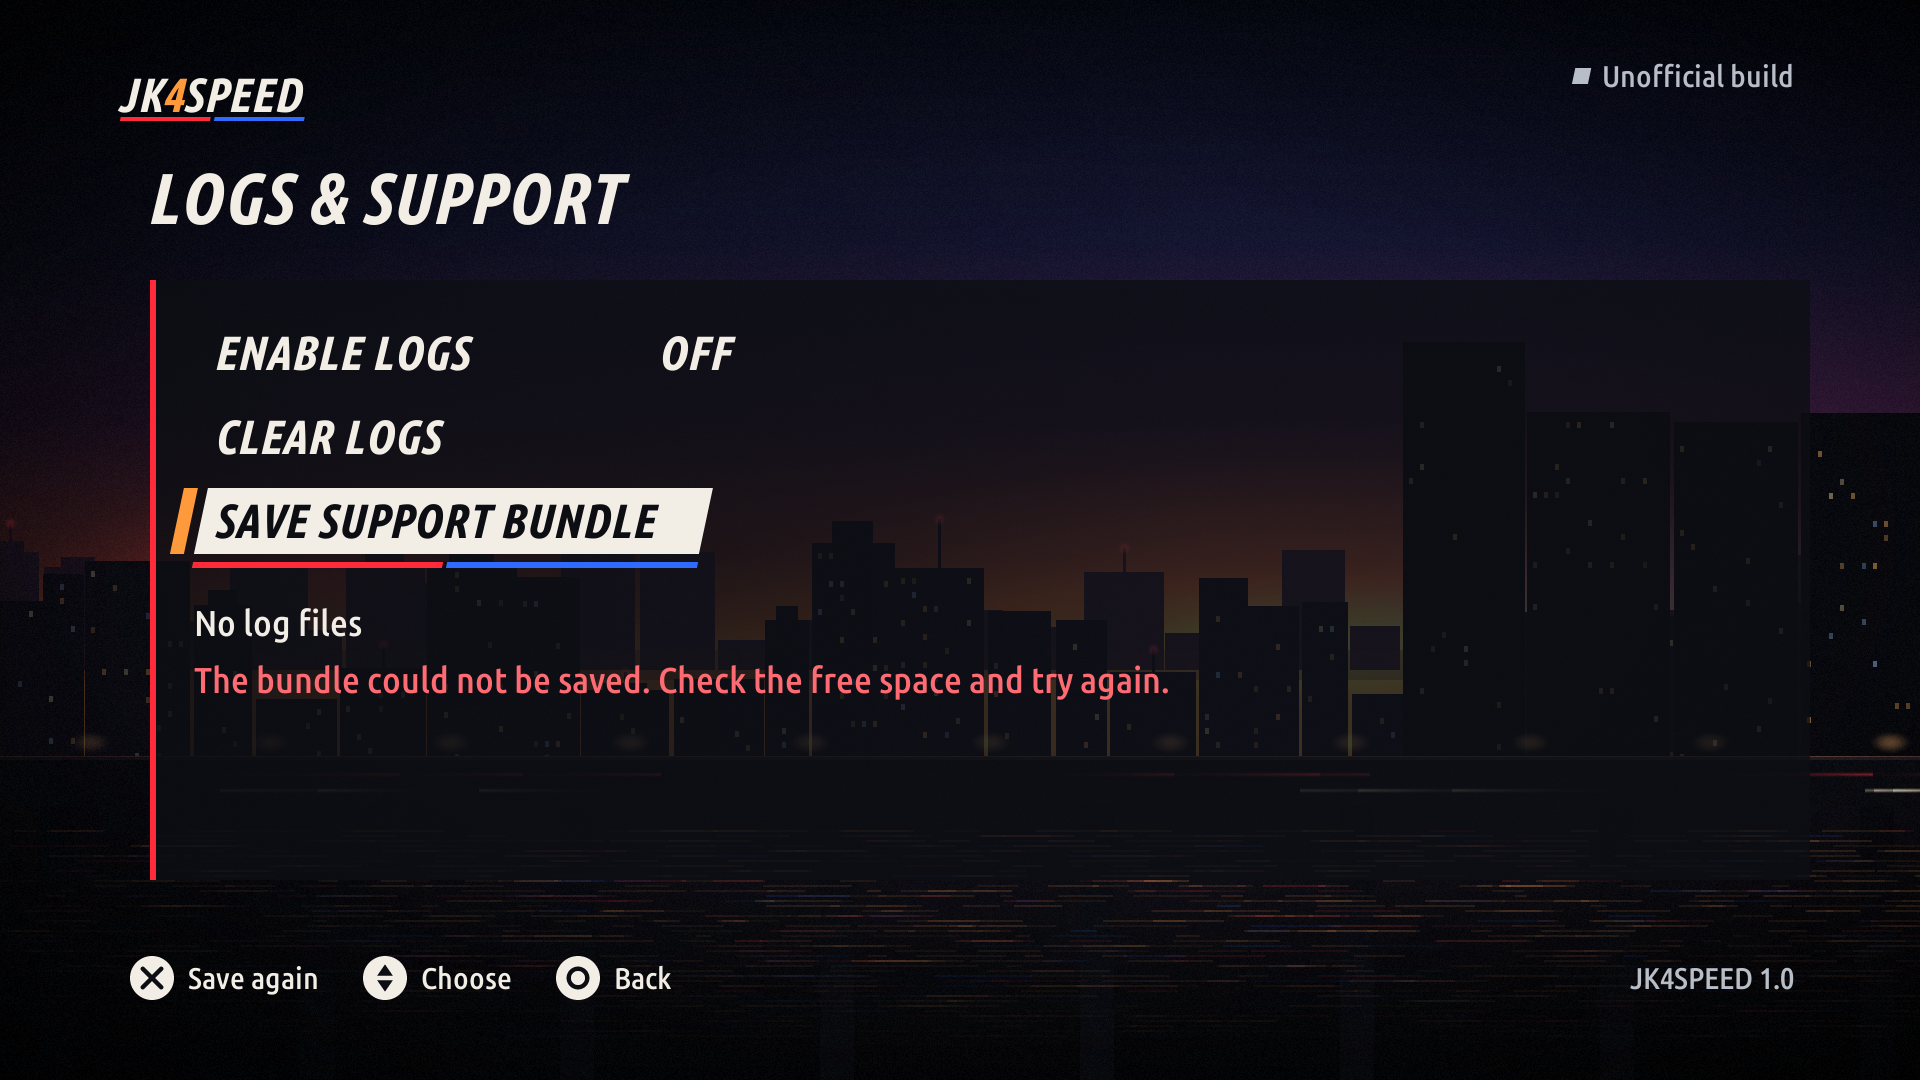 JK4SPEED
Unofficial build
LOGS & SUPPORT
ENABLE LOGS OFF
CLEAR LOGS
SAVE SUPPORT BUNDLE
No log files
The bundle could not be saved. Check the free space and try again.
Save again Choose Back
JK4SPEED 1.0